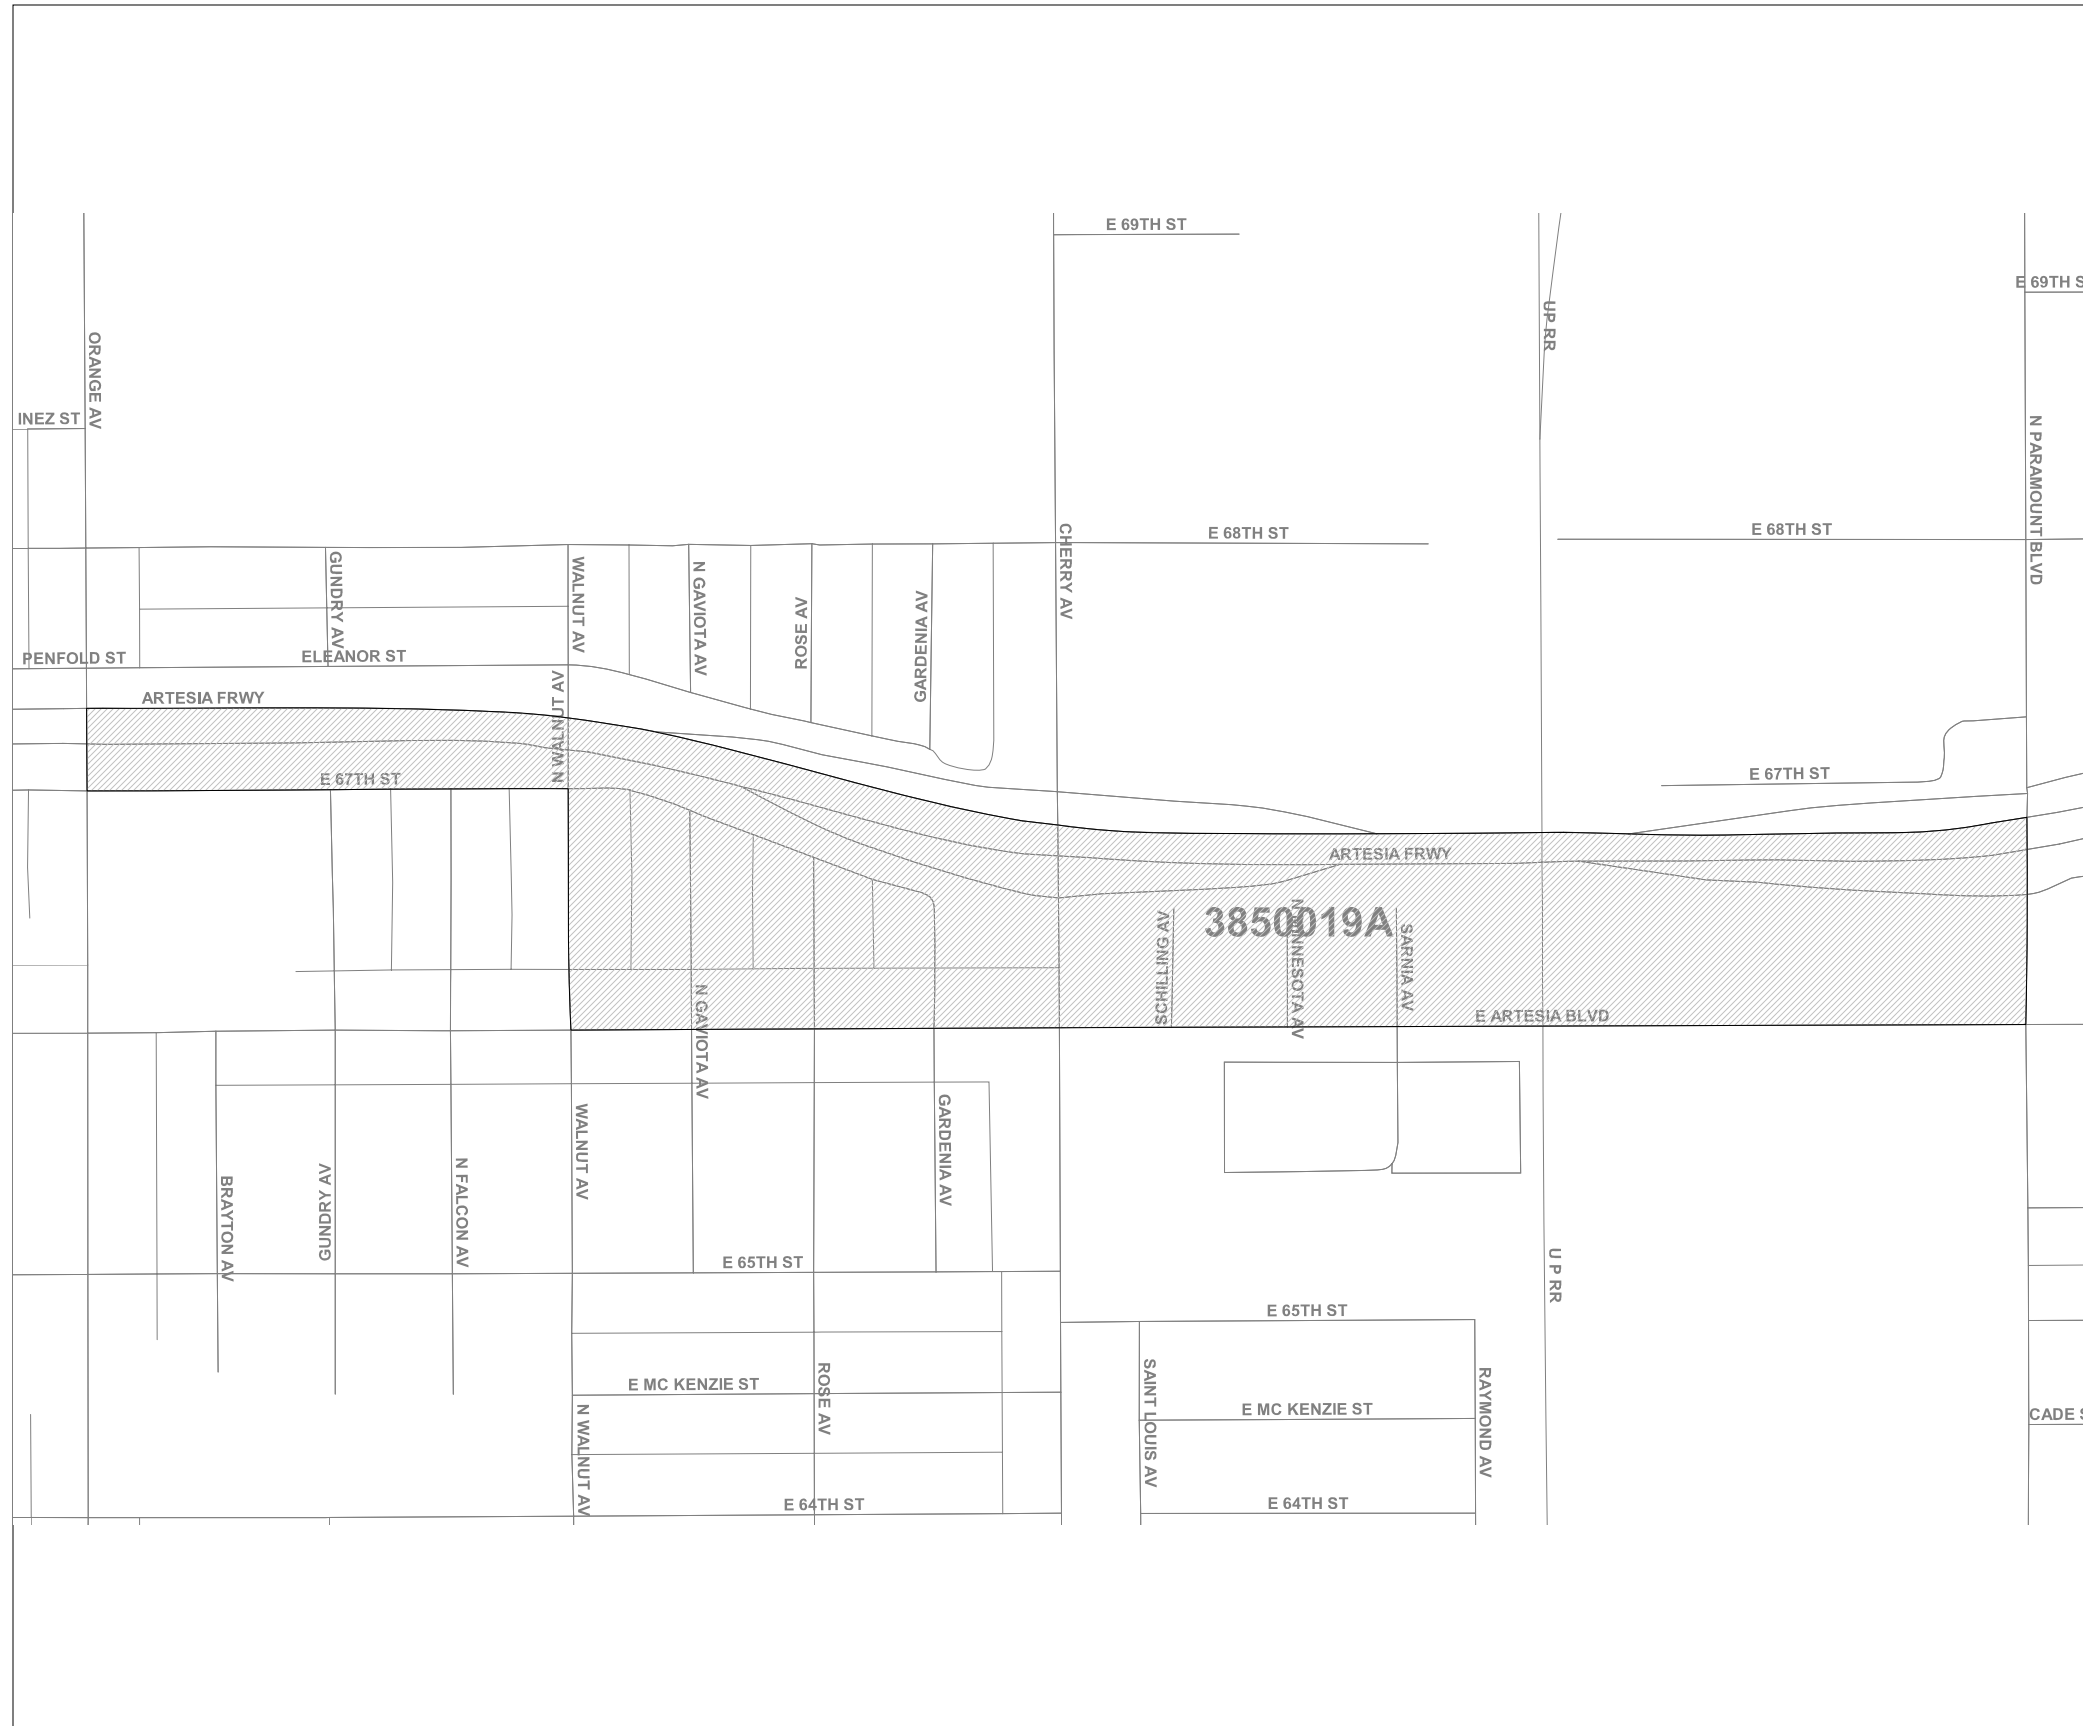 E 69TH ST
E 69TH S
UP RR
ORANGE AV
INEZ ST
N PARAMOUNT BLVD
CHERRY AV
E 68TH ST
E 68TH ST
GUNDRY AV
WALNUT AV
N GAVIOTA AV
ROSE AV
GARDENIA AV
PENFOLD ST
ELEANOR ST
ARTESIA FRWY
N WALNUT AV
E 67TH ST
E 67TH ST
ARTESIA FRWY
3850019A
SCHILLING AV
N MINNESOTA AV
SARNIA AV
E ARTESIA BLVD
N GAVIOTA AV
WALNUT AV
GARDENIA AV
BRAYTON AV
GUNDRY AV
N FALCON AV
E 65TH ST
U P RR
E 65TH ST
ROSE AV
SAINT LOUIS AV
RAYMOND AV
E MC KENZIE ST
E MC KENZIE ST
CADE S
N WALNUT AV
E 64TH ST
E 64TH ST